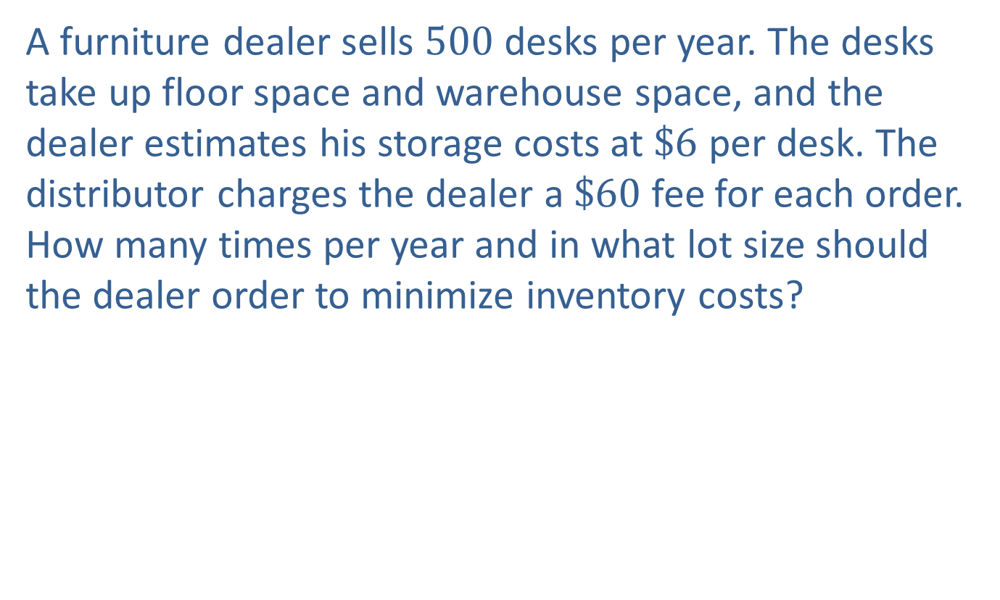 A furniture dealer sells 500 desks per year. The desks
take up floor space and warehouse space, and the
dealer estimates his storage costs at $6 per desk. The
distributor charges the dealer a $60 fee for each order.
How many times per year and in what lot size should
the dealer order to minimize inventory costs?